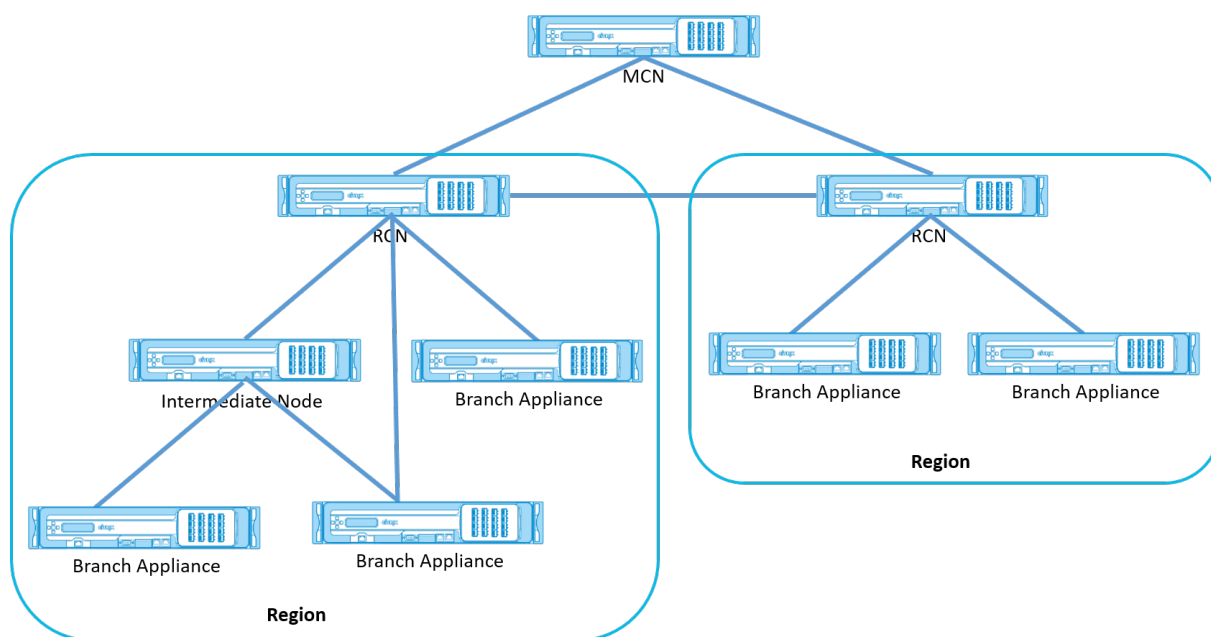 MCN
RCN
RCN
Intermediate Node
Branch Appliance
Branch Appliance
Branch Appliance
Branch Appliance
Branch Appliance
Region
Region